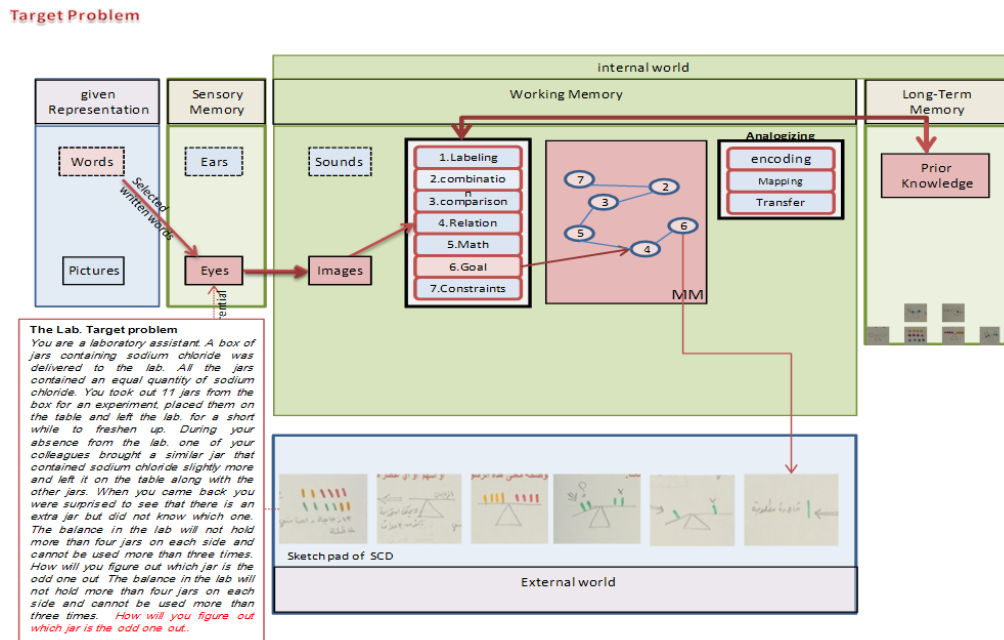 Target Problem
internal world
given
Representation
Sensory
Memory
Working Memory
Long-Term
Memory
Analogizing
Words
Ears
Sounds
1.Labeling
2.combinatio
n
3.comparison
4.Relation
5.Math
6.Goal
7.Constraints
7
2
3
6
5
4
MM
encoding
Mapping
Transfer
Prior
Knowledge
Selected
written words
Pictures
Eyes
Images
ential
The Lab. Target problem
You are a laboratory assistant. A box of
jars containing sodium chloride was
delivered to the lab. All the jars
contained an equal quantity of sodium
chloride. You took out 11 jars from the
box for an experiment, placed them on
the table and left the lab. for a short
while to freshen up. During your
absence from the lab. one of your
colleagues brought a similar jar that
contained sodium chloride slightly more
and left it on the table along with the
other jars. When you came back you
were surprised to see that there is an
extra jar but did not know which one.
The balance in the lab will not hold
more than four jars on each side and
cannot be used more than three times.
How will you figure out which jar is the
odd one out The balance in the lab will
not hold more than four jars on each
side and cannot be used more than
three times. How will you figure out
which jar is the odd one out..
Sketch pad of SCD
External world